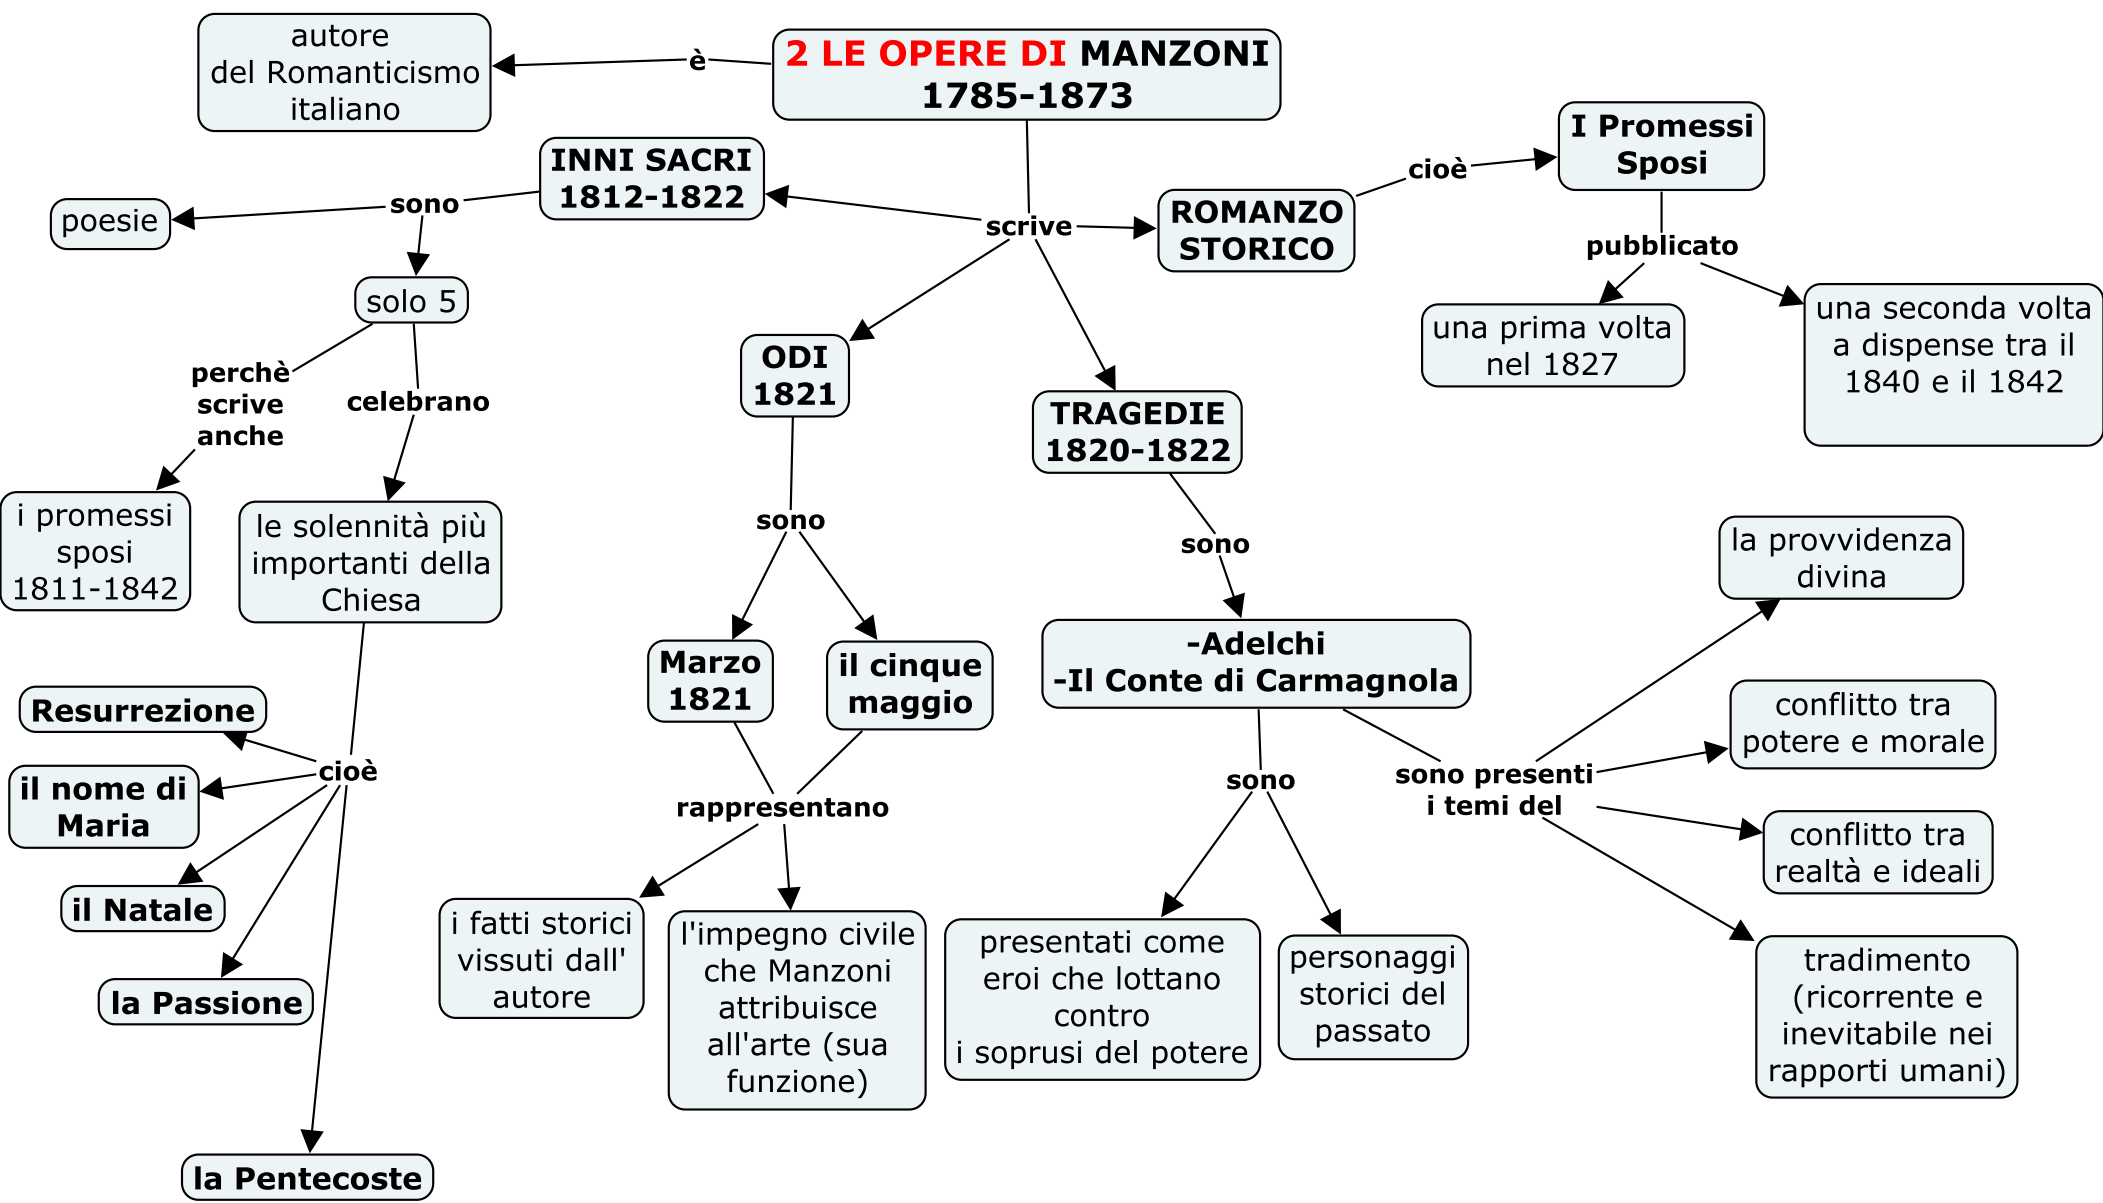 autore
del Romanticismo
italiano
è
2 LE OPERE DI MANZONI
1785-1873
INNI SACRI
1812-1822
sono
poesie
solo 5
perchè
scrive
anche
i promessi
sposi
1811-1842
celebrano
le solennità più
importanti della
Chiesa
cioè
Resurrezione
il nome di
Maria
il Natale
la Passione
la Pentecoste
scrive
ODI
1821
sono
Marzo
1821
il cinque
maggio
rappresentano
i fatti storici
vissuti dall'
autore
l'impegno civile
che Manzoni
attribuisce
all'arte (sua
funzione)
TRAGEDIE
1820-1822
sono
-Adelchi
-Il Conte di Carmagnola
sono
presentati come
eroi che lottano
contro
i soprusi del potere
personaggi
storici del
passato
sono presenti
i temi del
la provvidenza
divina
conflitto tra
potere e morale
conflitto tra
realtà e ideali
tradimento
(ricorrente e
inevitabile nei
rapporti umani)
ROMANZO
STORICO
cioè
I Promessi
Sposi
pubblicato
una prima volta
nel 1827
una seconda volta
a dispense tra il
1840 e il 1842